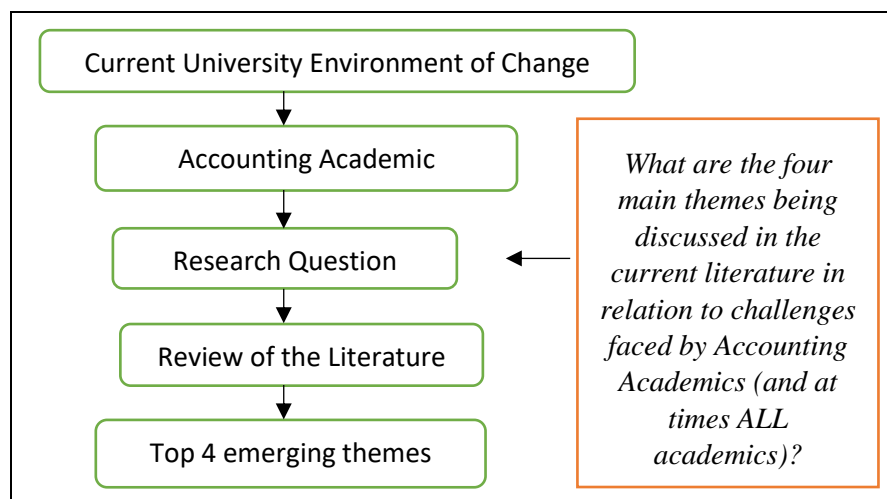 Current University Environment of Change
Accounting Academic
Research Question
Review of the Literature
Top 4 emerging themes
What are the four
main themes being
discussed in the
current literature in
relation to challenges
faced by Accounting
Academics (and at
times ALL
academics)?